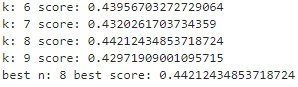 k: 6 score: 0.43956703272729064
k: 7 score: 0.4320261703734359
k: 8 score: 0.44212434853718724
k: 9 score: 0.42971909001095715
best n: 8 best score: 0.44212434853718724